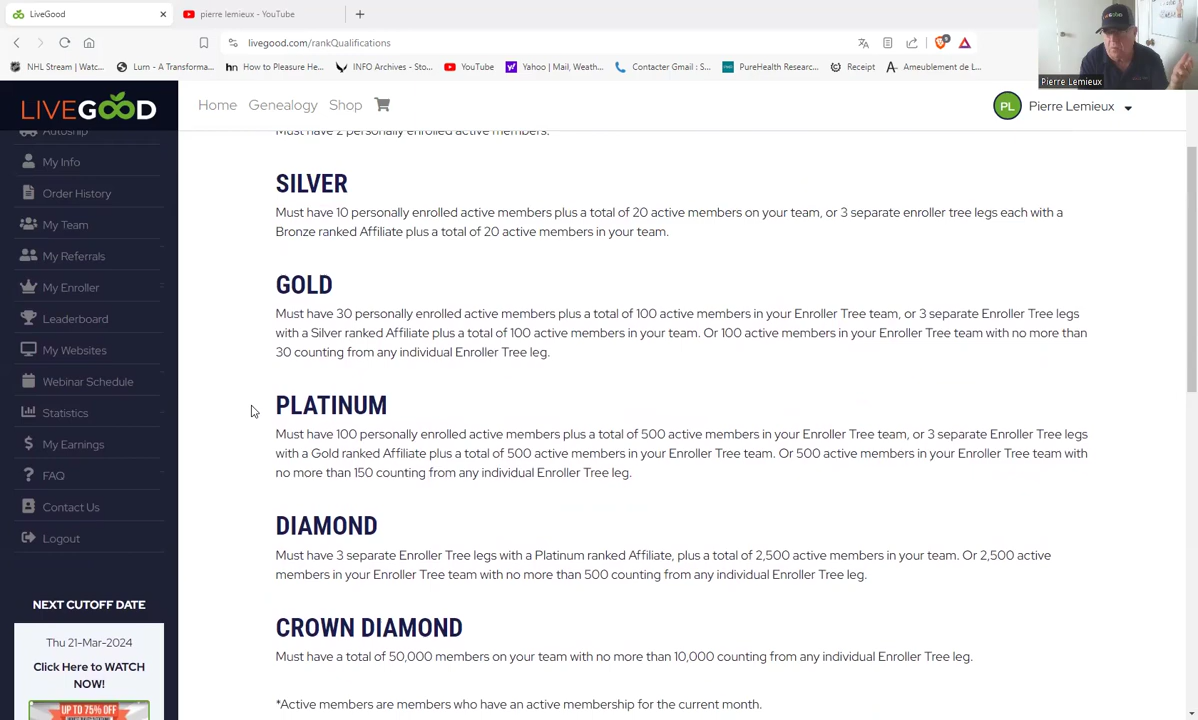 LiveGood
pierre lemieux - YouTube
livegood.com/rankQualifications
NHL Stream | Watc...
Lurn - A Transforma...
How to Pleasure He...
INFO Archives - Sto...
YouTube
Yahoo | Mail, Weath...
Contacter Gmail : S...
PureHealth Researc...
Receipt
Ameublement de L...
Pierre Lemieux
LIVEGOOD
Home
Genealogy
Shop
PL
Pierre Lemieux
Autoship
My Info
Order History
My Team
My Referrals
My Enroller
Leaderboard
My Websites
Webinar Schedule
Statistics
My Earnings
FAQ
Contact Us
Logout
NEXT CUTOFF DATE
Thu 21-Mar-2024
Click Here to WATCH
NOW!
UP TO 75% OFF
Must have 2 personally enrolled active members.
SILVER
Must have 10 personally enrolled active members plus a total of 20 active members on your team, or 3 separate enroller tree legs each with a
Bronze ranked Affiliate plus a total of 20 active members in your team.
GOLD
Must have 30 personally enrolled active members plus a total of 100 active members in your Enroller Tree team, or 3 separate Enroller Tree legs
with a Silver ranked Affiliate plus a total of 100 active members in your team. Or 100 active members in your Enroller Tree team with no more than
30 counting from any individual Enroller Tree leg.
PLATINUM
Must have 100 personally enrolled active members plus a total of 500 active members in your Enroller Tree team, or 3 separate Enroller Tree legs
with a Gold ranked Affiliate plus a total of 500 active members in your Enroller Tree team. Or 500 active members in your Enroller Tree team with
no more than 150 counting from any individual Enroller Tree leg.
DIAMOND
Must have 3 separate Enroller Tree legs with a Platinum ranked Affiliate, plus a total of 2,500 active members in your team. Or 2,500 active
members in your Enroller Tree team with no more than 500 counting from any individual Enroller Tree leg.
CROWN DIAMOND
Must have a total of 50,000 members on your team with no more than 10,000 counting from any individual Enroller Tree leg.
*Active members are members who have an active membership for the current month.